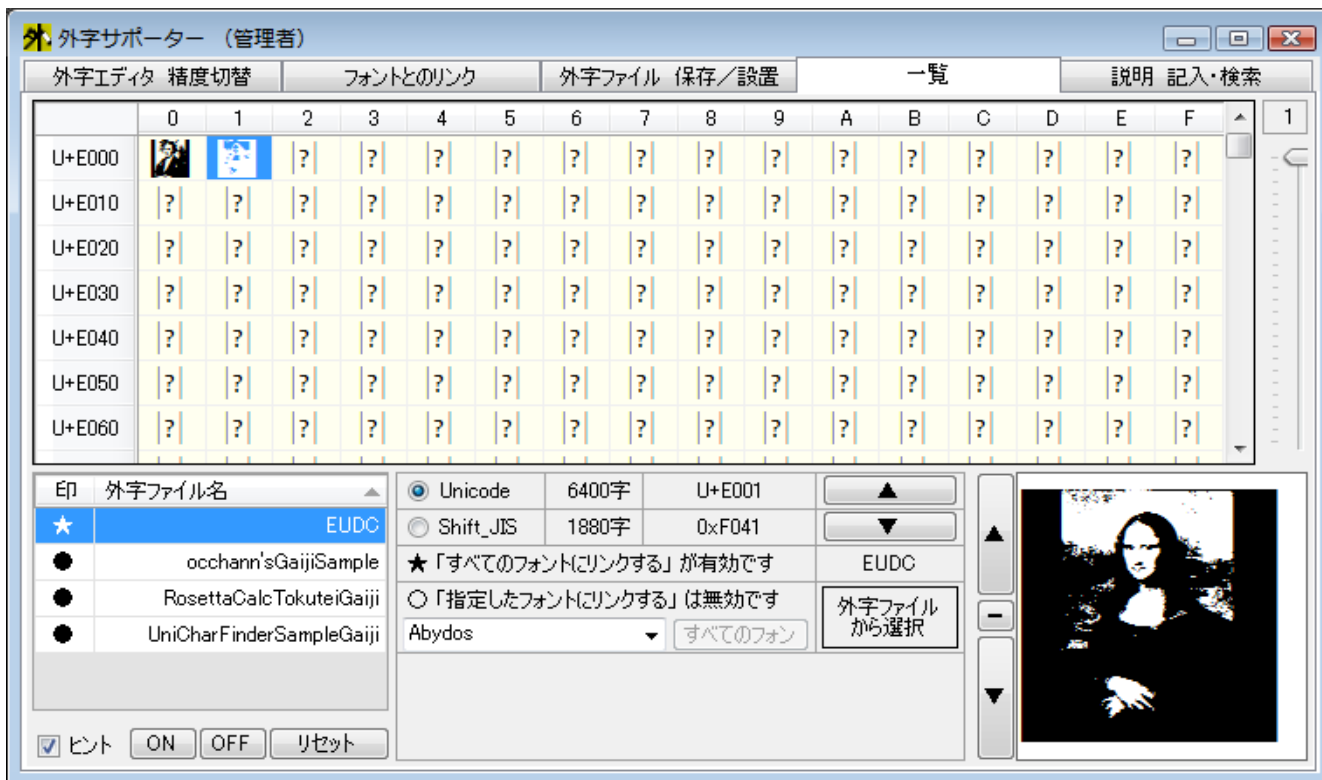 外字サポーター （管理者）
外字エディタ 精度切替 フォントとのリンク 外字ファイル 保存／設置 一覧 説明 記入・検索
0 1 2 3 4 5 6 7 8 9 A B C D E F 1
U+E000 ? ? ? ? ? ? ? ? ? ? ? ? ? ?
U+E010 ? ? ? ? ? ? ? ? ? ? ? ? ? ? ? ?
U+E020 ? ? ? ? ? ? ? ? ? ? ? ? ? ? ? ?
U+E030 ? ? ? ? ? ? ? ? ? ? ? ? ? ? ? ?
U+E040 ? ? ? ? ? ? ? ? ? ? ? ? ? ? ? ?
U+E050 ? ? ? ? ? ? ? ? ? ? ? ? ? ? ? ?
U+E060 ? ? ? ? ? ? ? ? ? ? ? ? ? ? ? ?
印 外字ファイル名
★ EUDC
● occhann'sGaijiSample
● RosettaCalcTokuteiGaiji
● UniCharFinderSampleGaiji
ヒント ON OFF リセット
Unicode 6400字 U+E001 ▲
Shift_JIS 1880字 0xF041 ▼
★「すべてのフォントにリンクする」が有効です EUDC
○「指定したフォントにリンクする」は無効です
Abydos すべてのフォン
外字ファイル
から選択
▲
−
▼